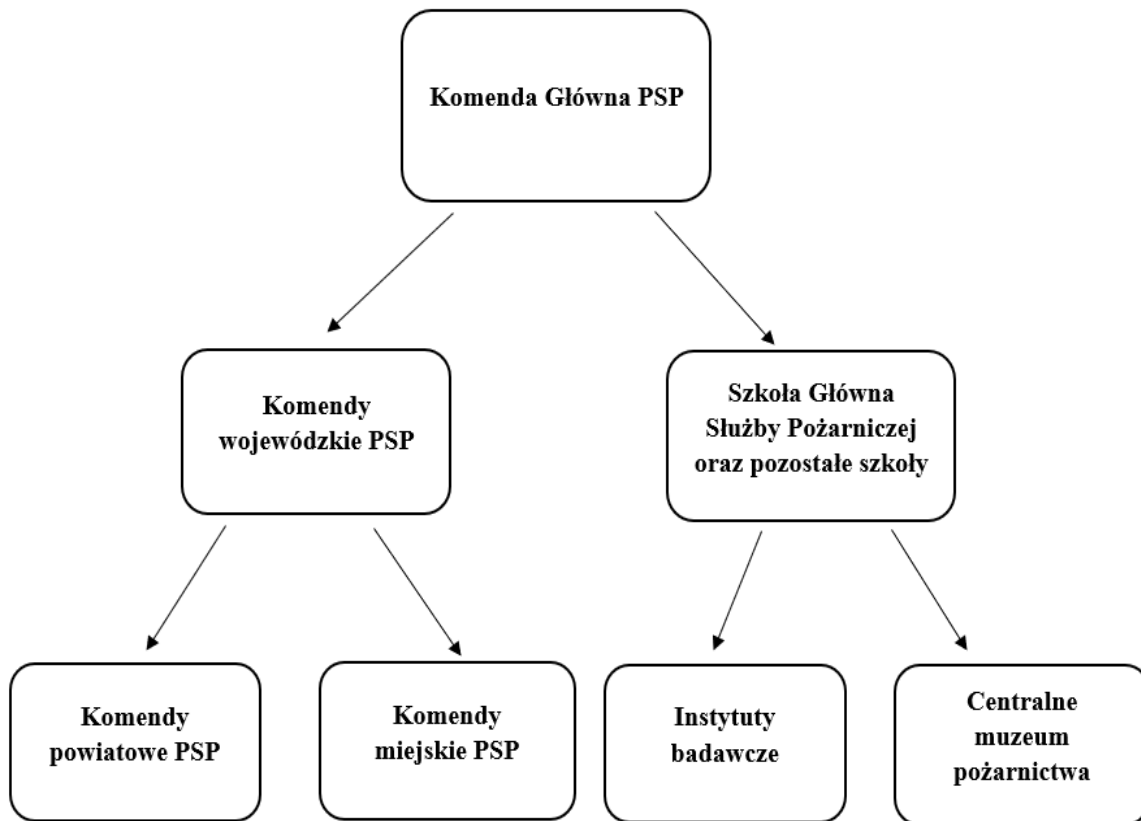 Komenda Główna PSP
Komendy
wojewódzkie PSP
Szkoła Główna
Służby Pożarniczej
oraz pozostałe szkoły
Komendy
powiatowe PSP
Komendy
miejskie PSP
Instytuty
badawcze
Centralne
muzeum
pożarnictwa